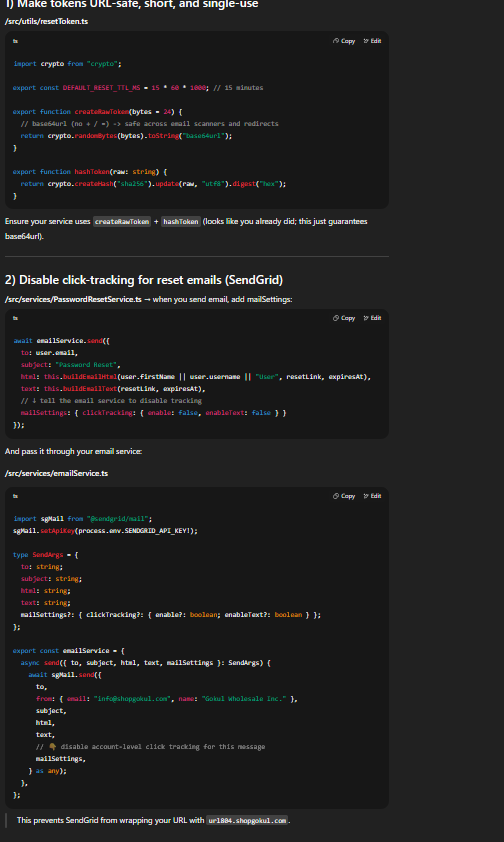 1) Make tokens URL-safe, short, and single-use
/src/utils/resetToken.ts
ts
Copy
Edit
import crypto from "crypto";
export const DEFAULT_RESET_TTL_MS = 15 * 60 * 1000; // 15 minutes
export function createRawToken(bytes = 24) {
// base64url (no + / =) -> safe across email scanners and redirects
return crypto.randomBytes(bytes).toString("base64url");
}
export function hashToken(raw: string) {
return crypto.createHash("sha256").update(raw, "utf8").digest("hex");
}
Ensure your service uses createRawToken + hashToken (looks like you already did; this just guarantees
base64url).
2) Disable click-tracking for reset emails (SendGrid)
/src/services/PasswordResetService.ts → when you send email, add mailSettings:
ts
Copy
Edit
await emailService.send({
to: user.email,
subject: "Password Reset",
html: this.buildEmailHtml(user.firstName || user.username || "User", resetLink, expiresAt),
text: this.buildEmailText(resetLink, expiresAt),
// ↓ tell the email service to disable tracking
mailSettings: { clickTracking: { enable: false, enableText: false } }
});
And pass it through your email service:
/src/services/emailService.ts
ts
Copy
Edit
import sgMail from "@sendgrid/mail";
sgMail.setApiKey(process.env.SENDGRID_API_KEY!);
type SendArgs = {
to: string;
subject: string;
html: string;
text: string;
mailSettings?: { clickTracking?: { enable?: boolean; enableText?: boolean } };
};
export const emailService = {
async send({ to, subject, html, text, mailSettings }: SendArgs) {
await sgMail.send({
to,
from: { email: "info@shopgokul.com", name: "Gokul Wholesale Inc." },
subject,
html,
text,
// 👇 disable account-level click tracking for this message
mailSettings,
} as any);
},
};
This prevents SendGrid from wrapping your URL with url804.shopgokul.com.